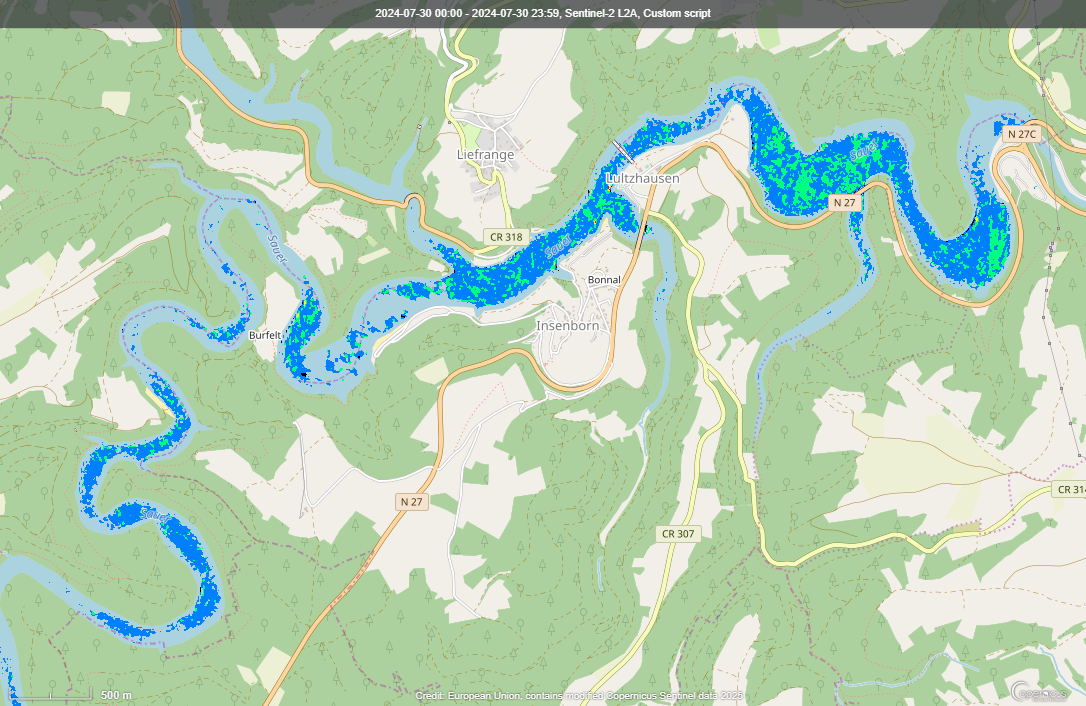 2024-07-30 00:00 - 2024-07-30 23:59, Sentinel-2 L2A, Custom script
N 27C
Liefrange
Sauer
Lultzhausen
N 27
CR 318
Sauer
Sauer
Bonnal
Insenborn
Burfelt
CR 314
N 27
Sauer
CR 307
500 m
Credit: European Union, contains modified Copernicus Sentinel data 2025